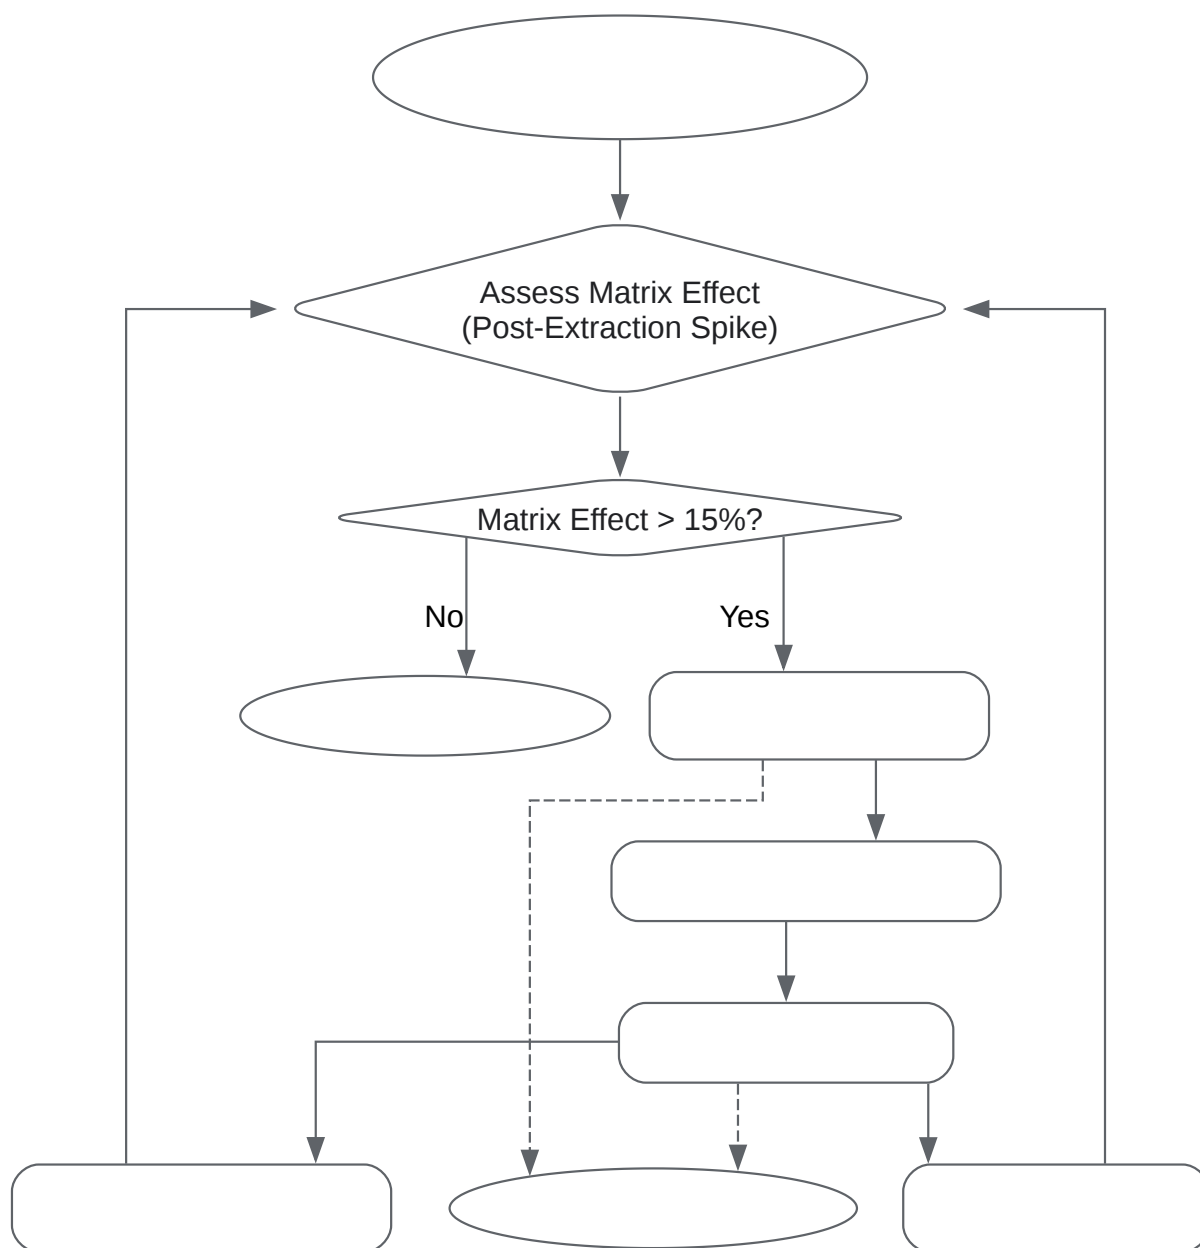 Assess Matrix Effect
(Post-Extraction Spike)
Matrix Effect > 15%?
No
Yes